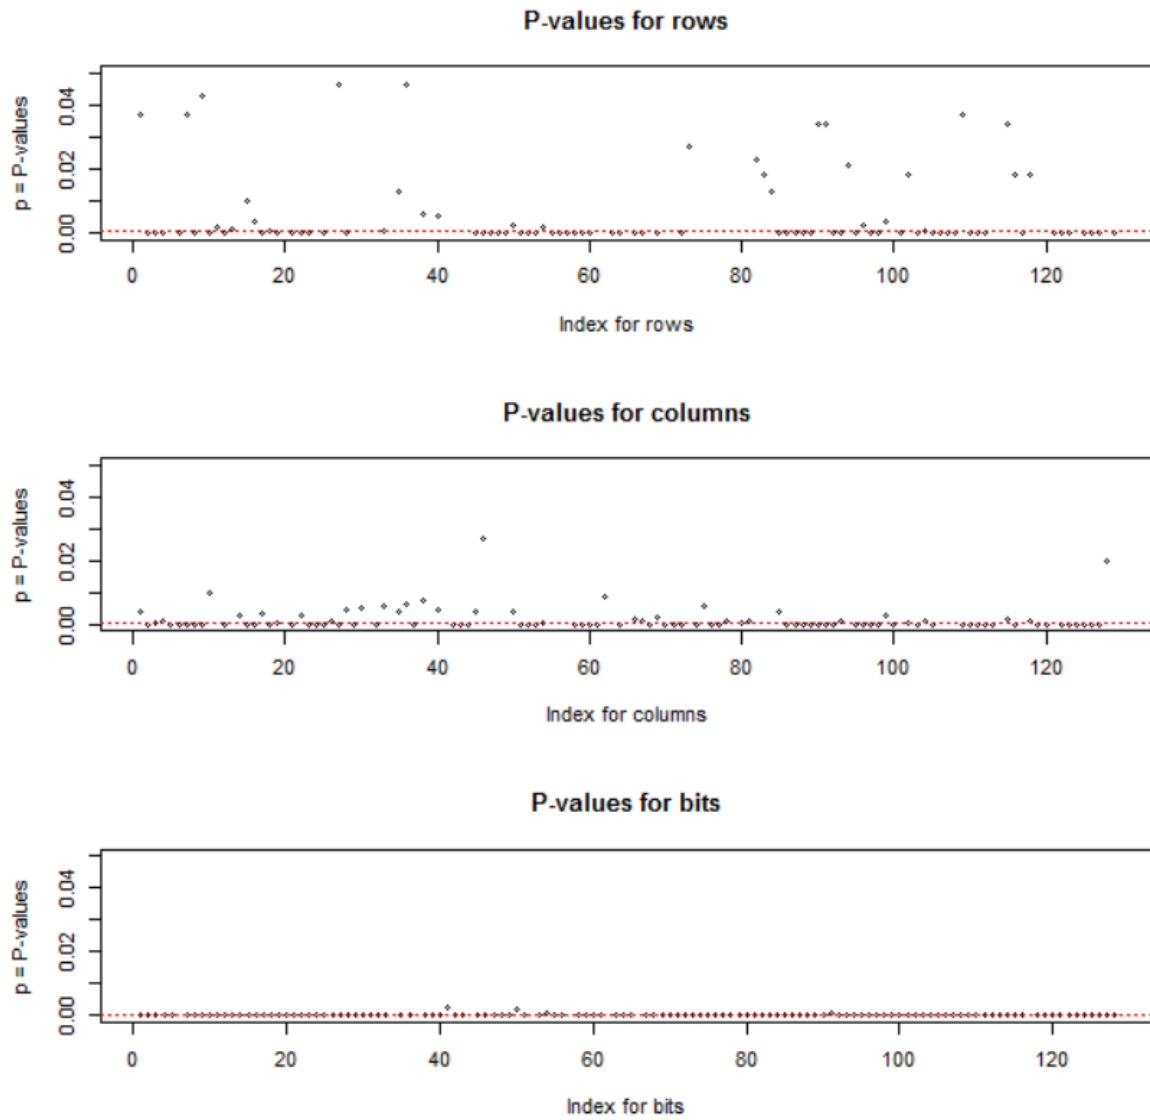 P-values for rows
p = P-values
0.04
0.02
0.00
0 20 40 60 80 100 120
Index for rows
P-values for columns
p = P-values
0.04
0.02
0.00
0 20 40 60 80 100 120
Index for columns
P-values for bits
p = P-values
0.04
0.02
0.00
0 20 40 60 80 100 120
Index for bits